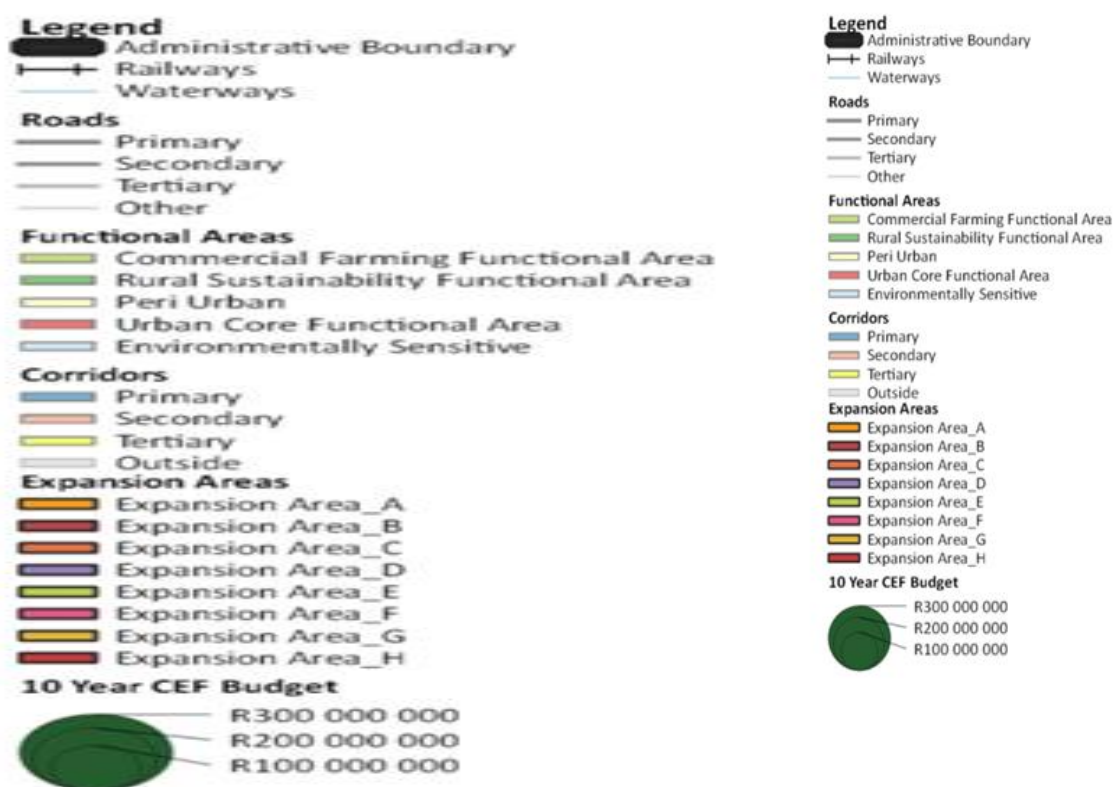 Legend
Administrative Boundary
Railways
Waterways
Roads
Primary
Secondary
Tertiary
Other
Functional Areas
Commercial Farming Functional Area
Rural Sustainability Functional Area
Peri Urban
Urban Core Functional Area
Environmentally Sensitive
Corridors
Primary
Secondary
Tertiary
Outside
Expansion Areas
Expansion Area_A
Expansion Area_B
Expansion Area_C
Expansion Area_D
Expansion Area_E
Expansion Area_F
Expansion Area_G
Expansion Area_H
10 Year CEF Budget
R300 000 000
R200 000 000
R100 000 000
Legend
Administrative Boundary
Railways
Waterways
Roads
Primary
Secondary
Tertiary
Other
Functional Areas
Commercial Farming Functional Area
Rural Sustainability Functional Area
Peri Urban
Urban Core Functional Area
Environmentally Sensitive
Corridors
Primary
Secondary
Tertiary
Outside
Expansion Areas
Expansion Area_A
Expansion Area_B
Expansion Area_C
Expansion Area_D
Expansion Area_E
Expansion Area_F
Expansion Area_G
Expansion Area_H
10 Year CEF Budget
R300 000 000
R200 000 000
R100 000 000